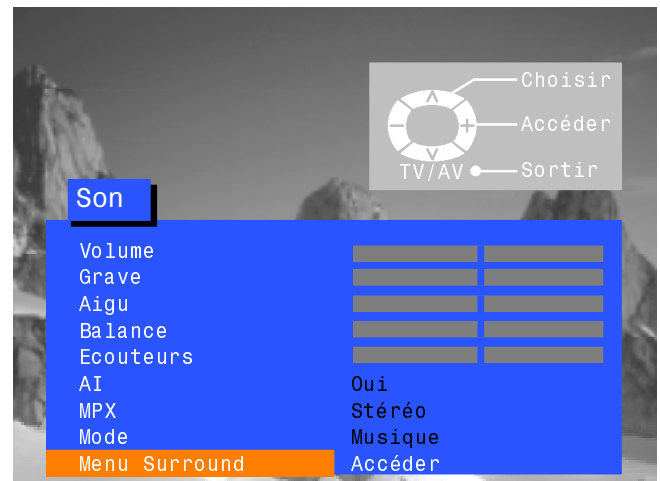 Choisir
Accéder
TV/AV Sortir
Son
Volume
Grave
Aigu
Balance
Ecouteurs
AI Oui
MPX Stéréo
Mode Musique
Menu Surround Accéder